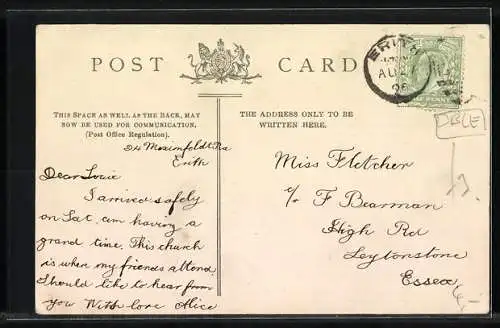 POST CARD
THIS SPACE AS WELL AS THE BACK, MAY
NOW BE USED FOR COMMUNICATION.
(Post Office Regulation).
THE ADDRESS ONLY TO BE
WRITTEN HERE.
ERITH
AU
06
24 Rd
Erith
Dear Louie
I arrived safely
on Sat. am having a
grand time. This church
is where my friends attend
Should like to hear from
you With love Alice
Miss Fletcher
c/o F Bearman
High Rd
Leytonstone
Essex